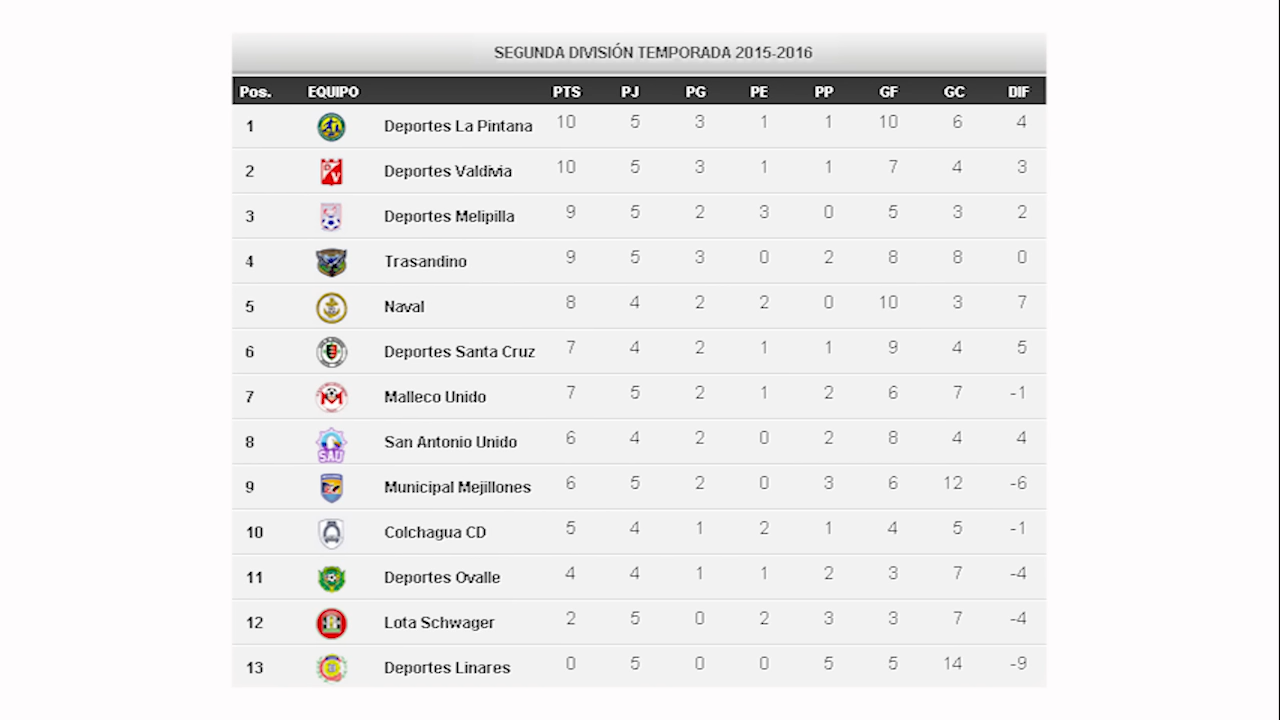 SEGUNDA DIVISIÓN TEMPORADA 2015-2016
Pos. EQUIPO PTS PJ PG PE PP GF GC DIF
1 Deportes La Pintana 10 5 3 1 1 10 6 4
2 Deportes Valdivia 10 5 3 1 1 7 4 3
3 Deportes Melipilla 9 5 2 3 0 5 3 2
4 Trasandino 9 5 3 0 2 8 8 0
5 Naval 8 4 2 2 0 10 3 7
6 Deportes Santa Cruz 7 4 2 1 1 9 4 5
7 Malleco Unido 7 5 2 1 2 6 7 -1
8 SAU San Antonio Unido 6 4 2 0 2 8 4 4
9 Municipal Mejillones 6 5 2 0 3 6 12 -6
10 Colchagua CD 5 4 1 2 1 4 5 -1
11 Deportes Ovalle 4 4 1 1 2 3 7 -4
12 Lota Schwager 2 5 0 2 3 3 7 -4
13 Deportes Linares 0 5 0 0 5 5 14 -9